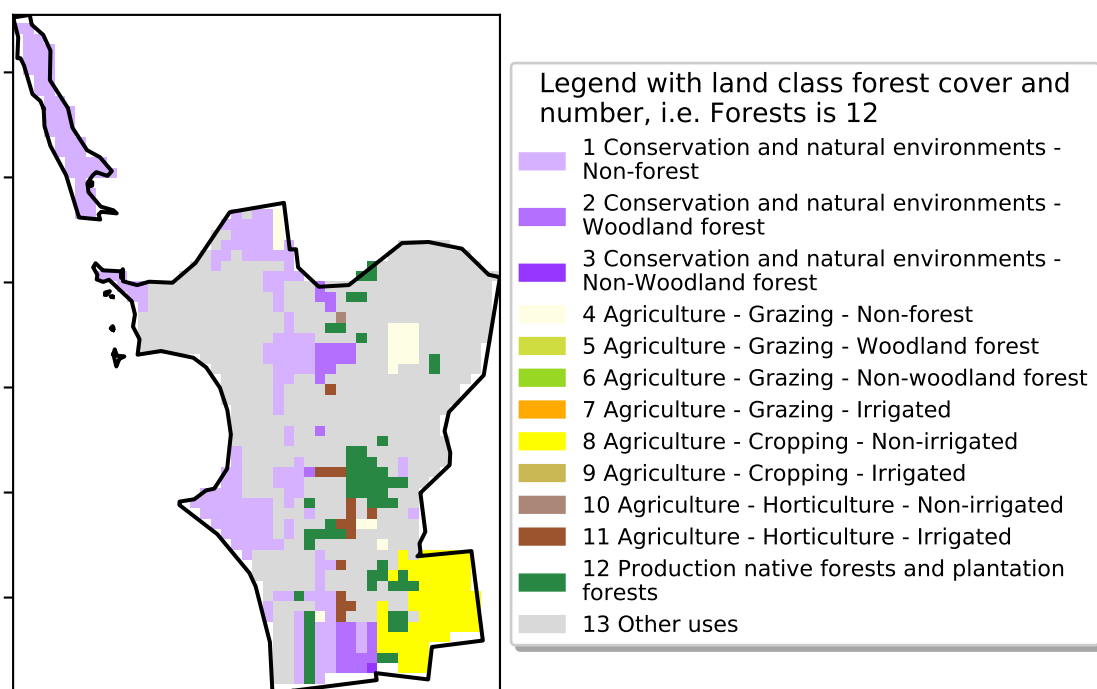 Legend with land class forest cover and
number, i.e. Forests is 12
1 Conservation and natural environments -
Non-forest
2 Conservation and natural environments -
Woodland forest
3 Conservation and natural environments -
Non-Woodland forest
4 Agriculture - Grazing - Non-forest
5 Agriculture - Grazing - Woodland forest
6 Agriculture - Grazing - Non-woodland forest
7 Agriculture - Grazing - Irrigated
8 Agriculture - Cropping - Non-irrigated
9 Agriculture - Cropping - Irrigated
10 Agriculture - Horticulture - Non-irrigated
11 Agriculture - Horticulture - Irrigated
12 Production native forests and plantation
forests
13 Other uses